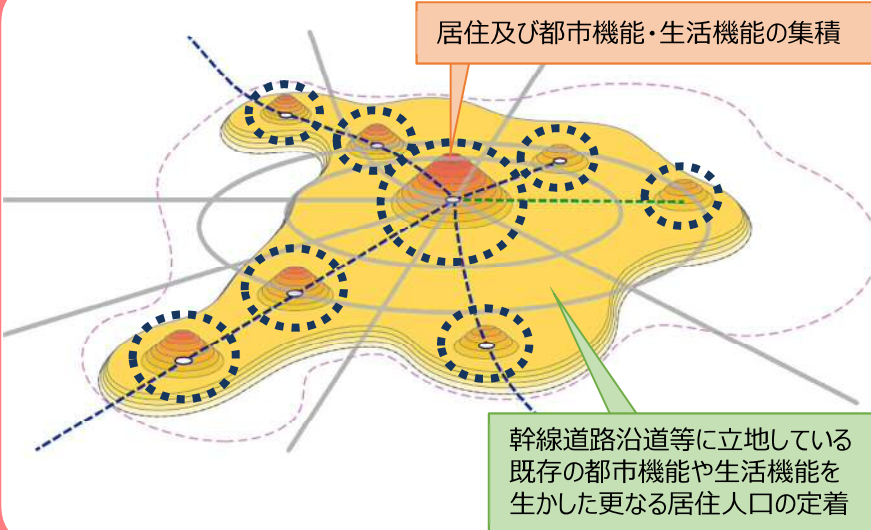 居住及び都市機能・生活機能の集積
幹線道路沿道等に立地している
既存の都市機能や生活機能を
生かした更なる居住人口の定着